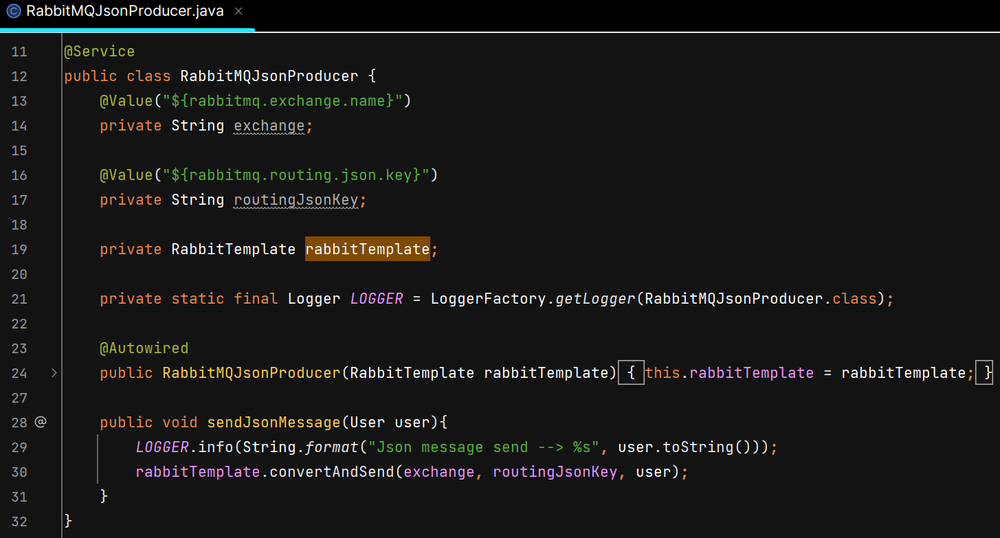 RabbitMQJsonProducer.java
11 @Service
12 public class RabbitMQJsonProducer {
13 @Value("${rabbitmq.exchange.name}")
14 private String exchange;
15
16 @Value("${rabbitmq.routing.json.key}")
17 private String routingJsonKey;
18
19 private RabbitTemplate rabbitTemplate;
20
21 private static final Logger LOGGER = LoggerFactory.getLogger(RabbitMQJsonProducer.class);
22
23 @Autowired
24 public RabbitMQJsonProducer(RabbitTemplate rabbitTemplate) { this.rabbitTemplate = rabbitTemplate; }
27
28 @ public void sendJsonMessage(User user){
29 LOGGER.info(String.format("Json message send --> %s", user.toString()));
30 rabbitTemplate.convertAndSend(exchange, routingJsonKey, user);
31 }
32 }